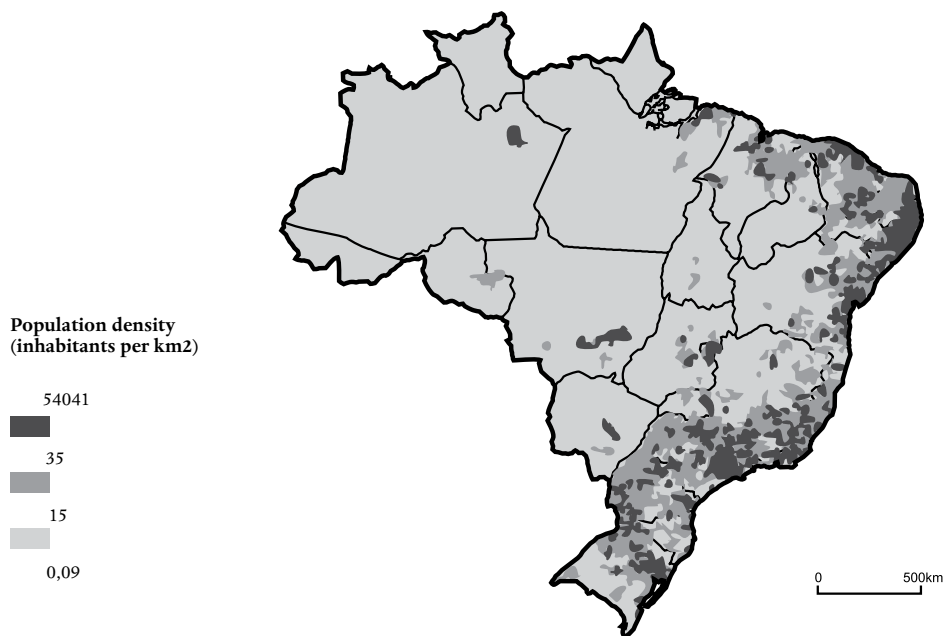 Population density
(inhabitants per km2)
54041
35
15
0,09
0
500km